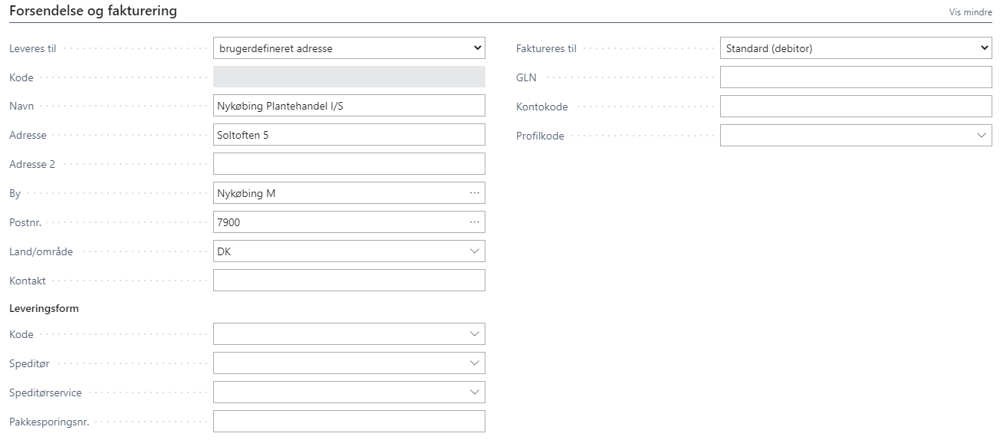 Forsendelse og fakturering
Vis mindre
Leveres til brugerdefineret adresse
Kode
Navn Nykøbing Plantehandel I/S
Adresse Soltoften 5
Adresse 2
By Nykøbing M ...
Postnr. 7900 ...
Land/område DK
Kontakt
Leveringsform
Kode
Speditør
Speditørservice
Pakkesporingsnr.
Faktureres til Standard (debitor)
GLN
Kontokode
Profilkode